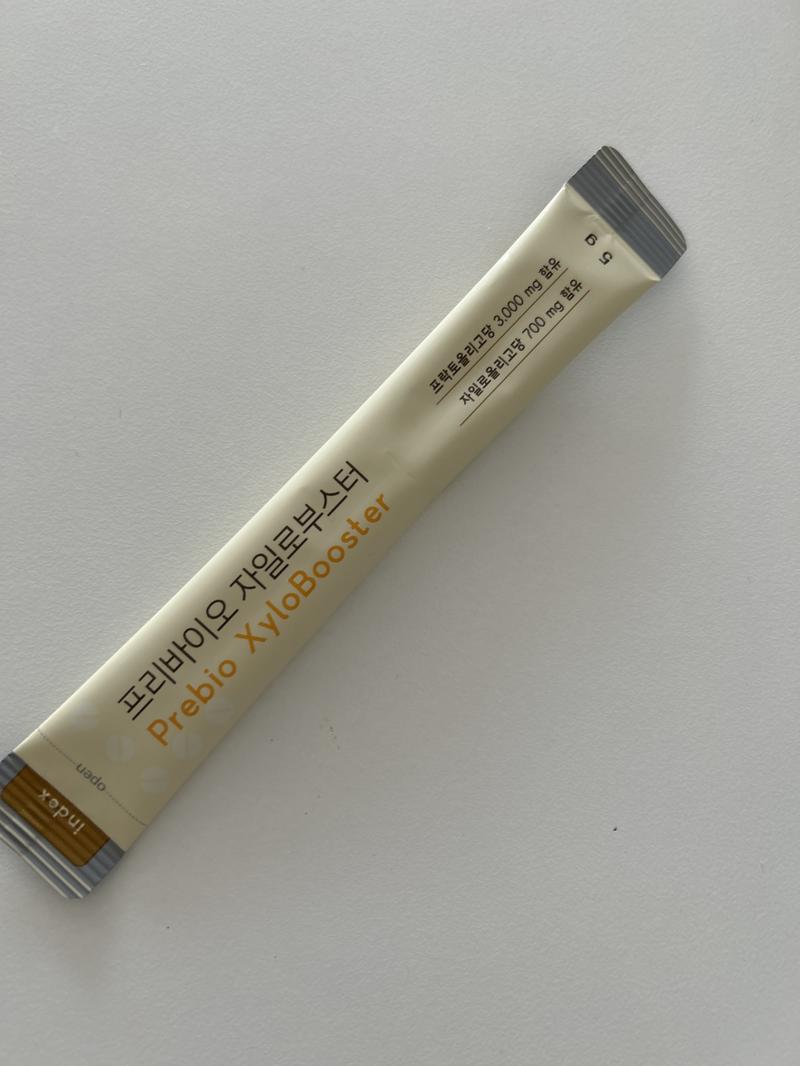 프리바이오 자일로부스터
Prebio XyloBooster
프락토올리고당 3,000 mg 함유
자일로올리고당 700 mg 함유
5 g
open
index